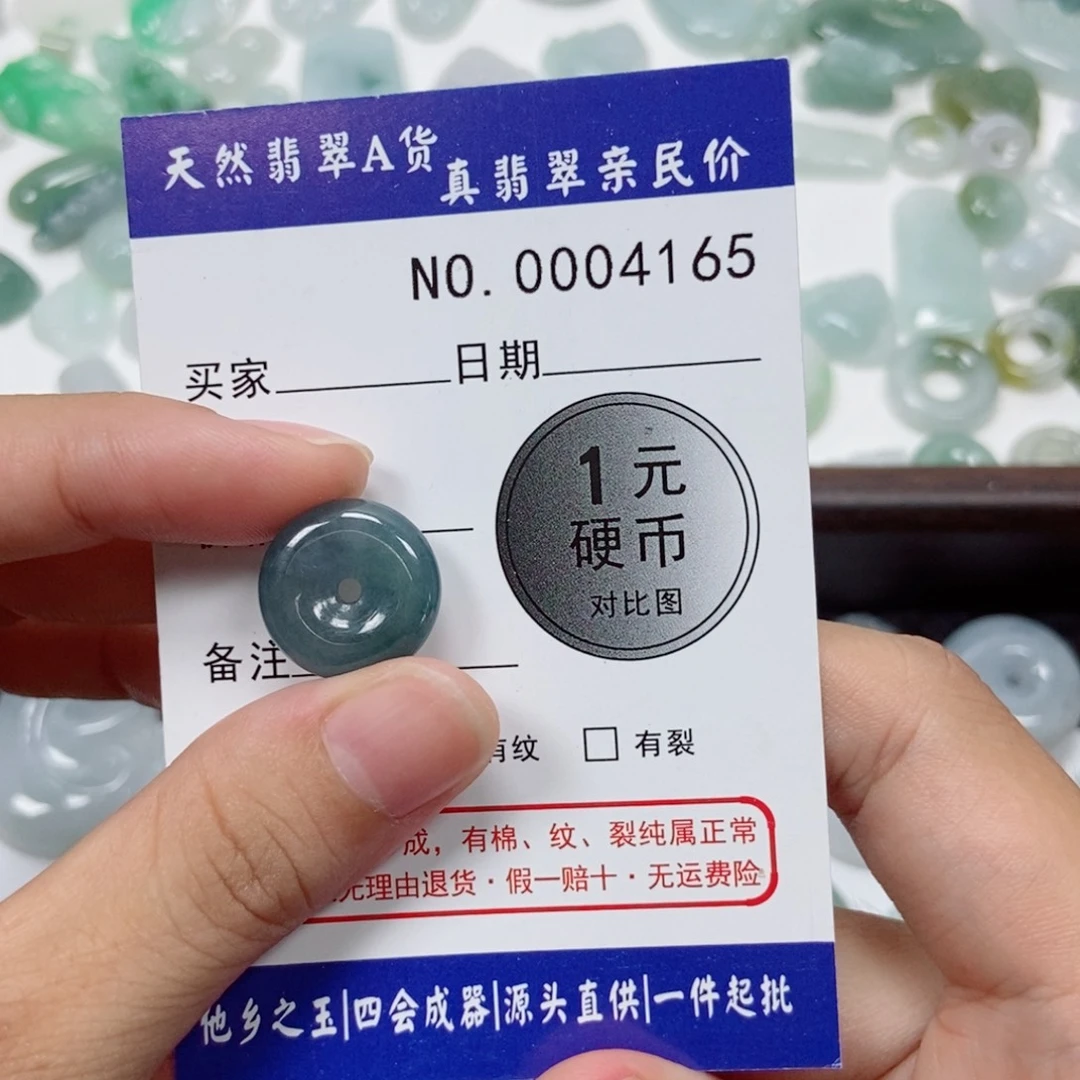 天然翡翠A货
真翡翠亲民价
NO. 0004165
买家 日期
1元
硬币
对比图
备注
有纹 □ 有裂
成，有棉、纹、裂纯属正常
无理由退货·假一赔十·无运费险
他乡之玉|四会成器|源头直供|一件起批